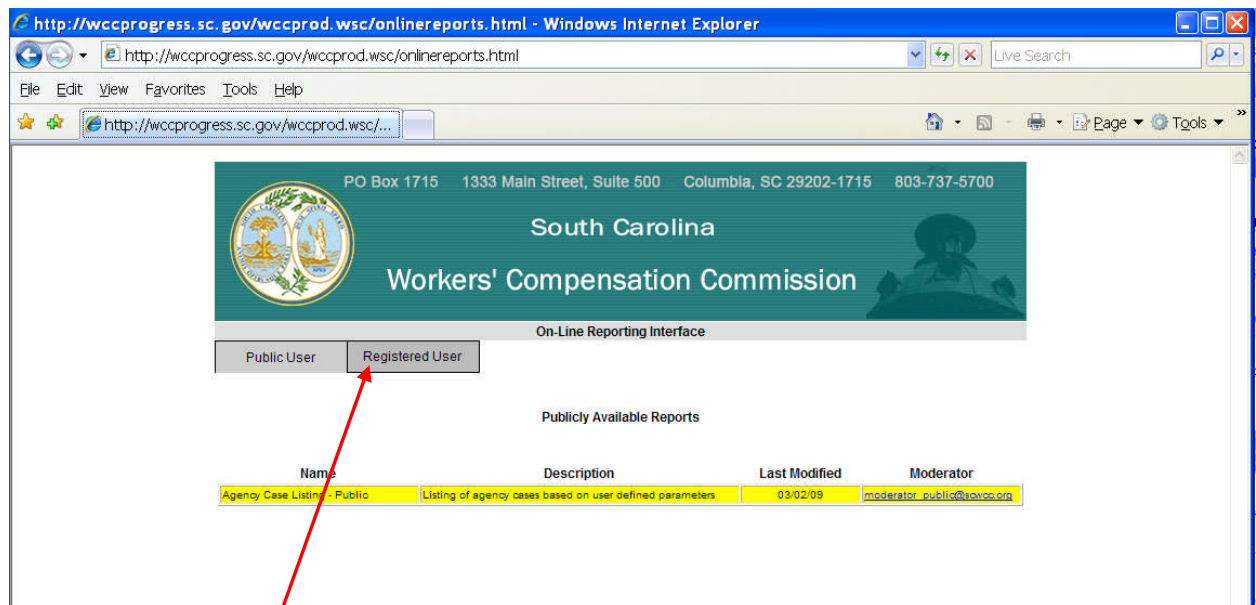 http://wccprogress.sc.gov/wccprod.wsc/onlinereports.html - Windows Internet Explorer
http://wccprogress.sc.gov/wccprod.wsc/onlinereports.html Live Search
File Edit View Favorites Tools Help
http://wccprogress.sc.gov/wccprod.wsc/... Page Tools »
PO Box 1715 1333 Main Street, Suite 500 Columbia, SC 29202-1715 803-737-5700
South Carolina
Workers' Compensation Commission
On-Line Reporting Interface
Public User Registered User
Publicly Available Reports
Name Description Last Modified Moderator
Agency Case Listing - Public Listing of agency cases based on user defined parameters 03/02/09 moderator_public@scwcc.org